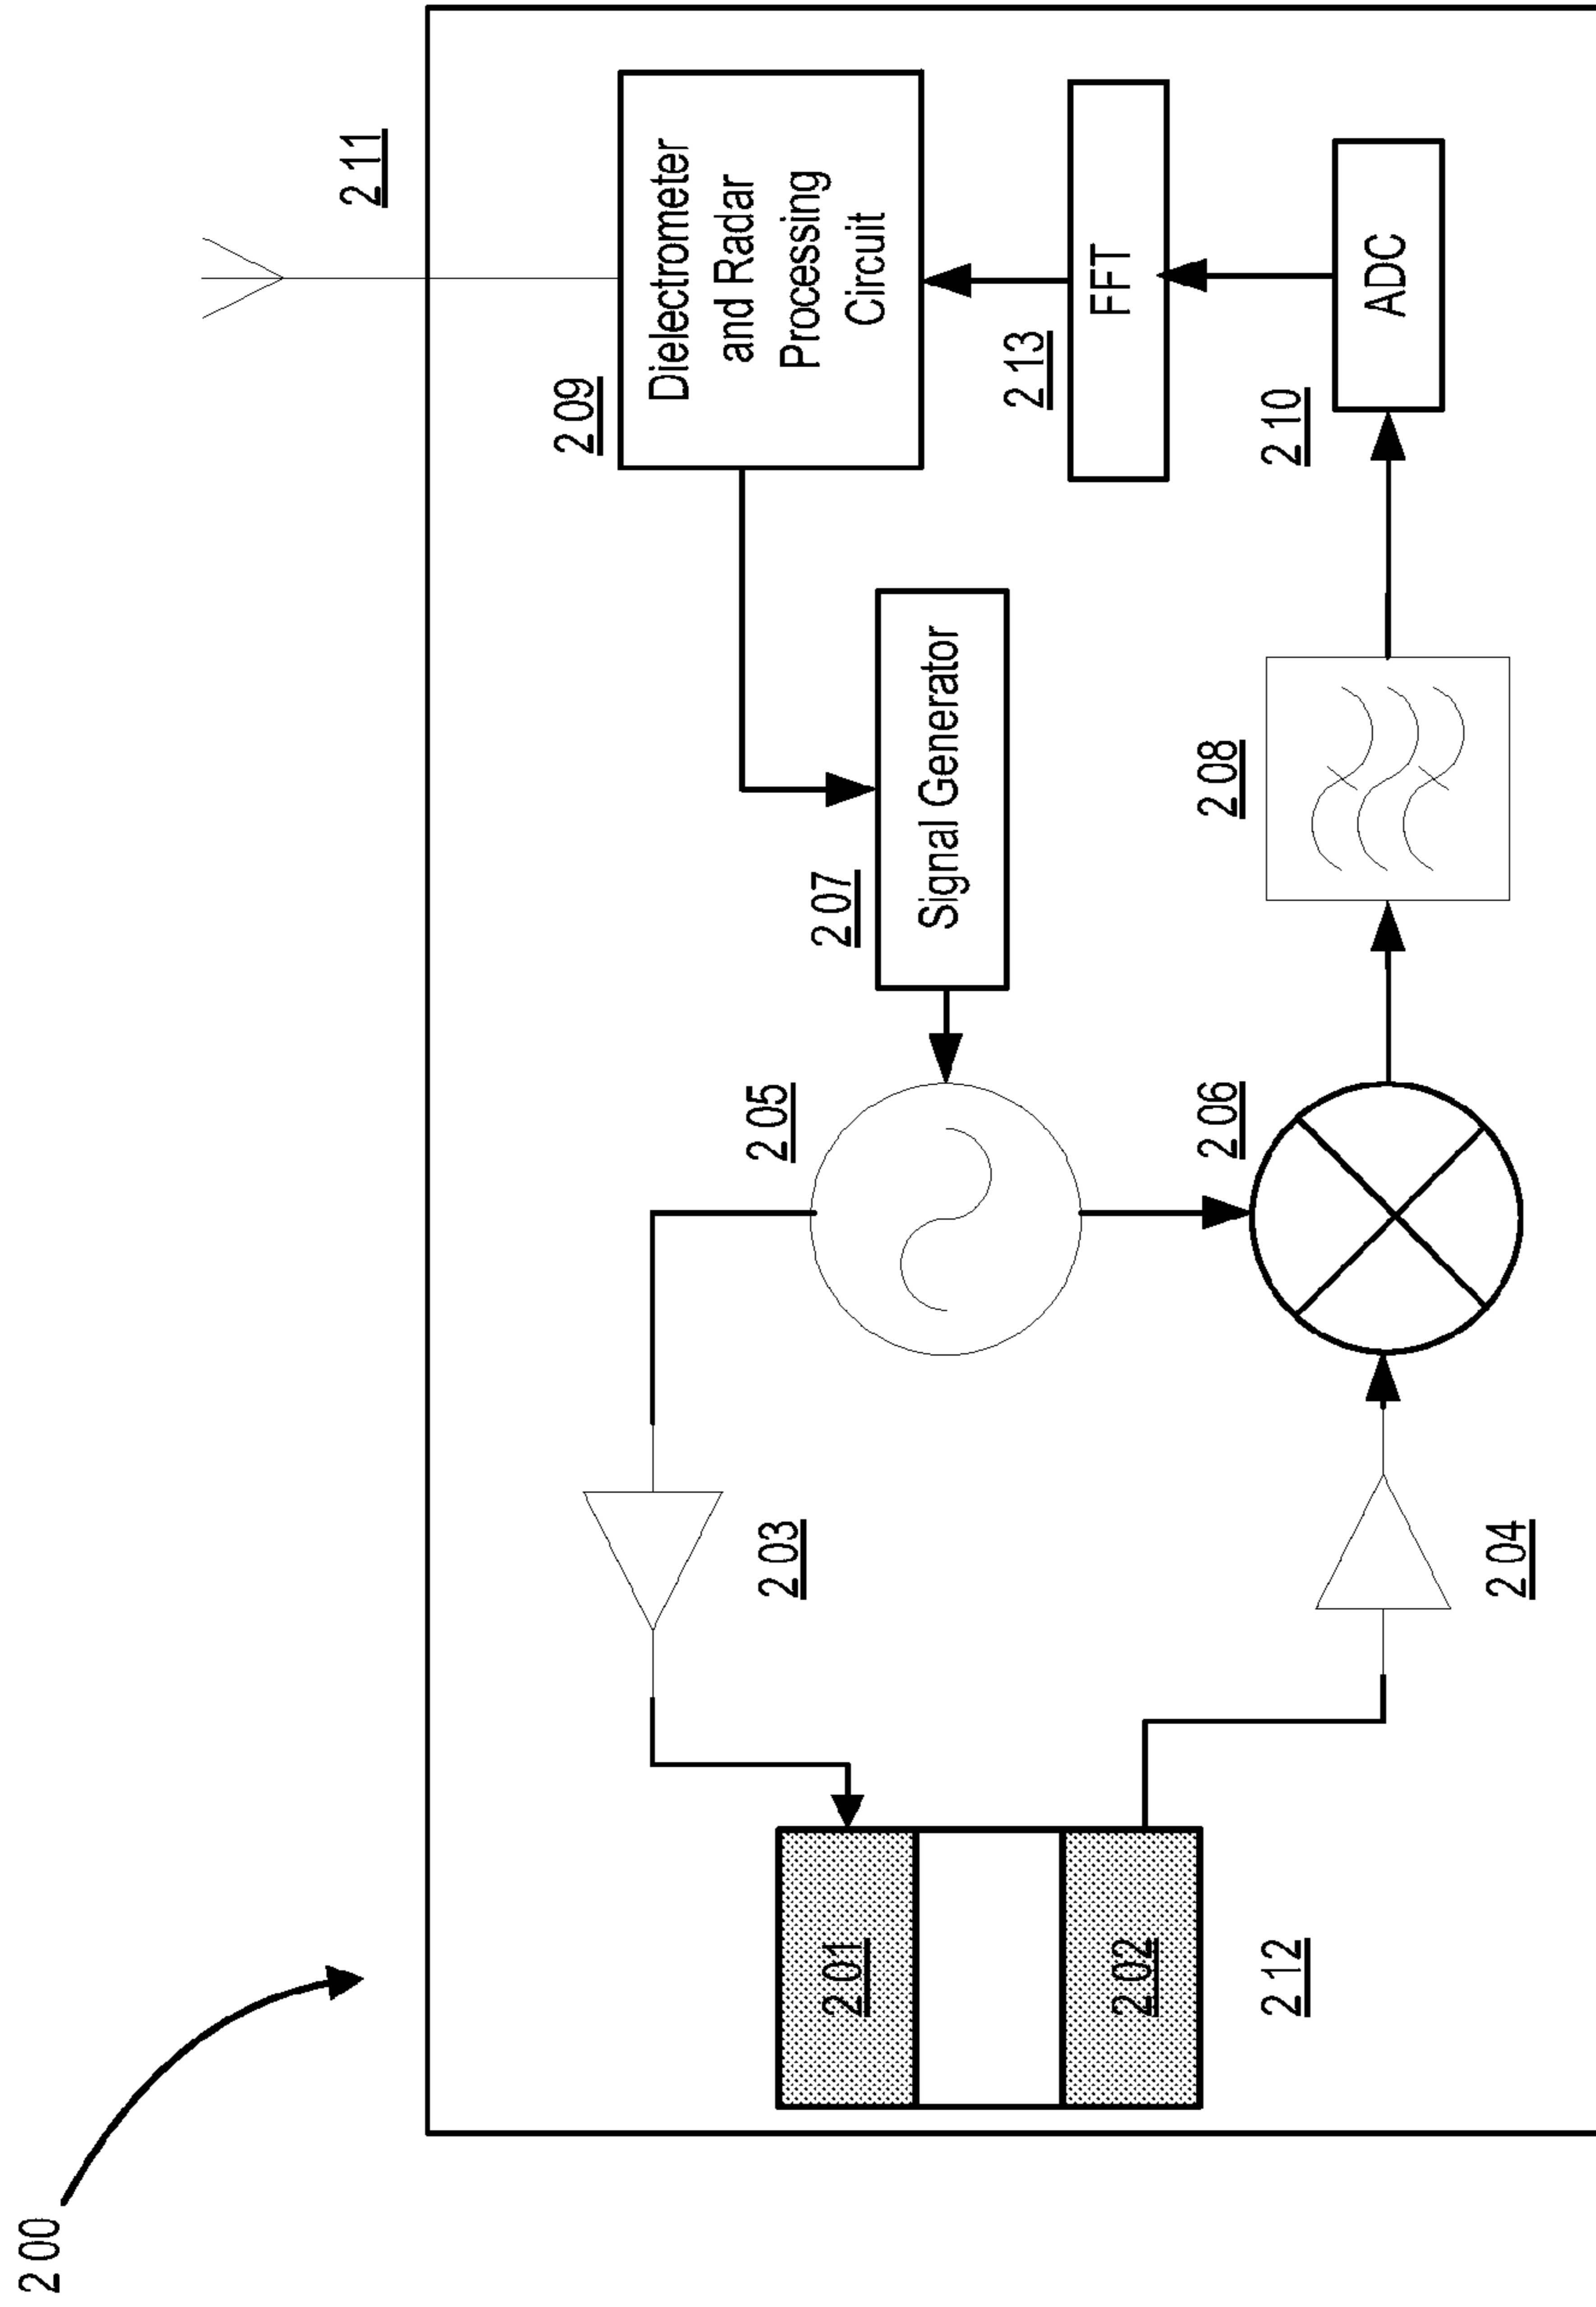 200
211
209
Dielectrometer
and Radar
Processing
Circuit
203
205
207
201
Signal Generator
213
FFT
202
206
208
212
210
ADC
204